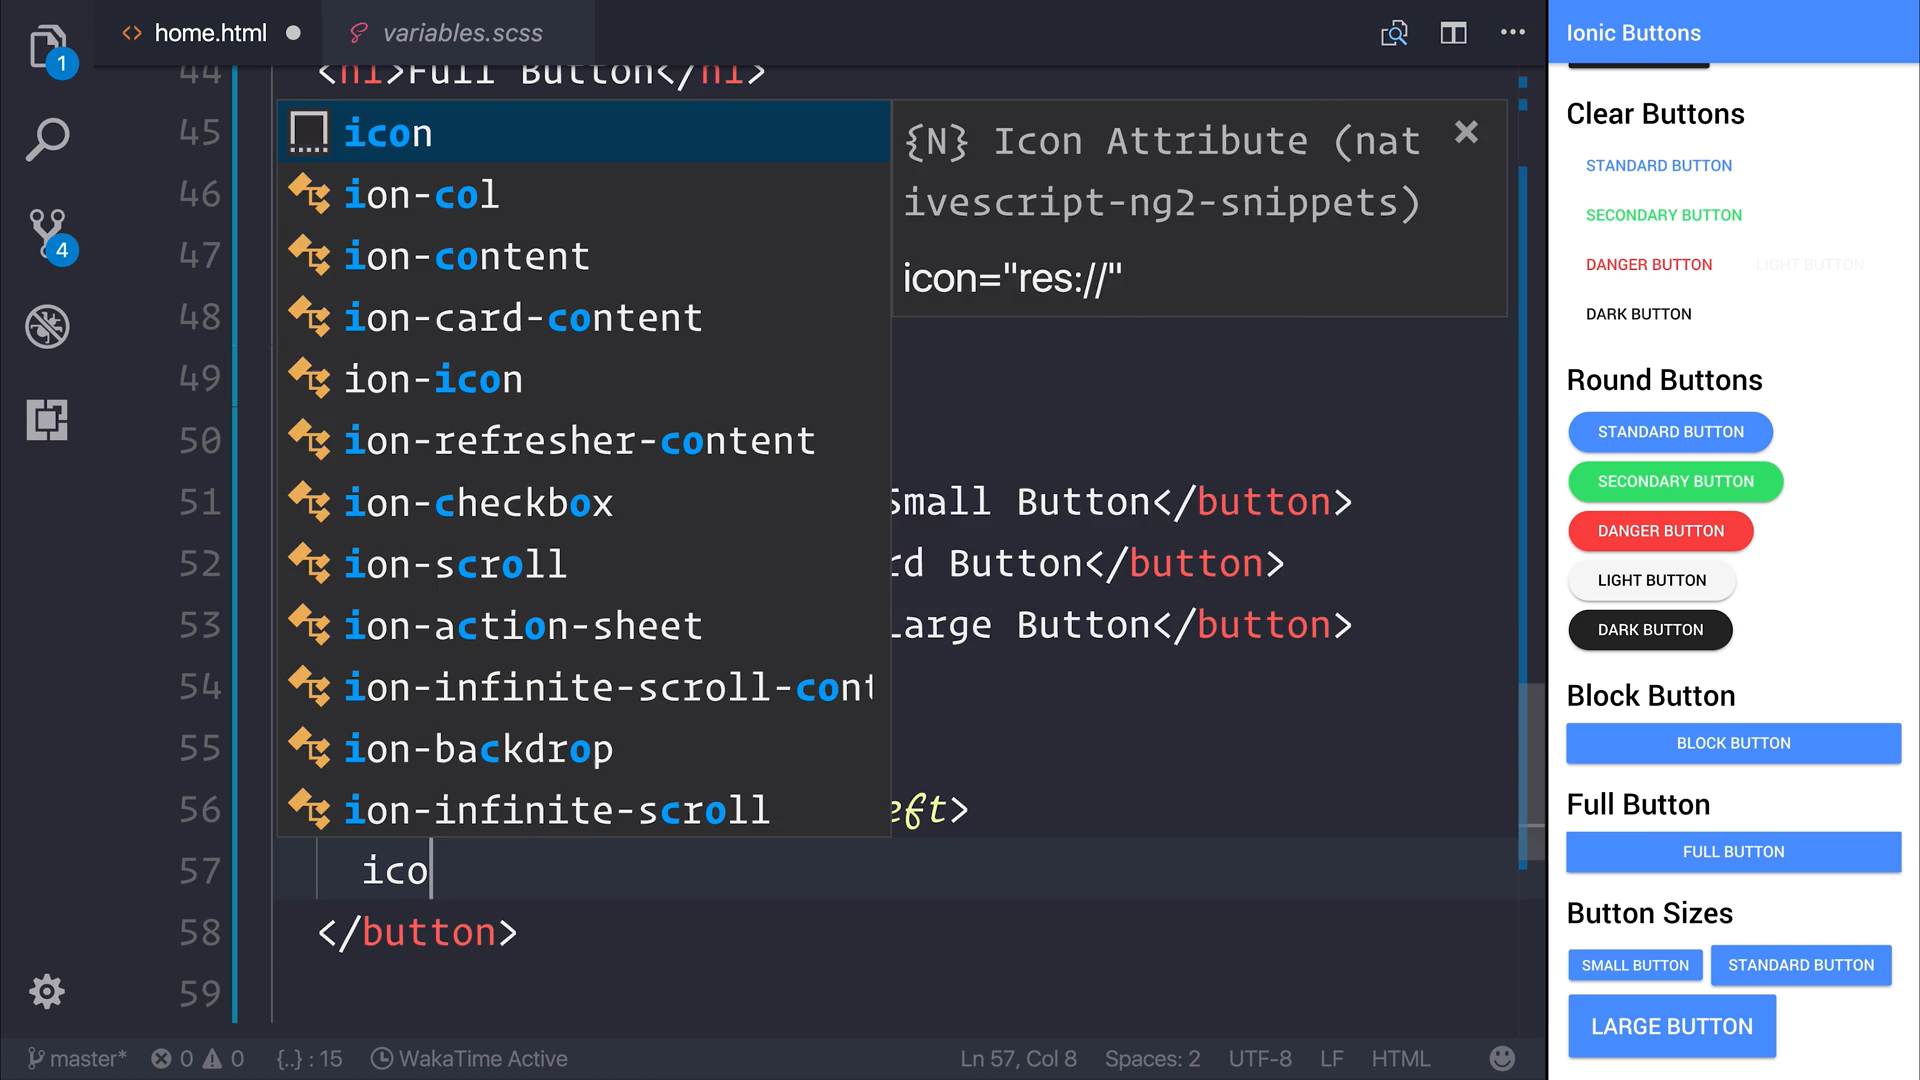 home.html
variables.scss
1
4
44 <h1>Full Button</h1>
45
46
47
48
49
50
51 Small Button</button>
52 rd Button</button>
53 Large Button</button>
54
55
56 eft>
57 ico
58 </button>
59
icon
ion-col
ion-content
ion-card-content
ion-icon
ion-refresher-content
ion-checkbox
ion-scroll
ion-action-sheet
ion-infinite-scroll-cont
ion-backdrop
ion-infinite-scroll
{N} Icon Attribute (nat
ivescript-ng2-snippets)
icon="res://"
master* 0 0 {..} : 15 WakaTime Active Ln 57, Col 8 Spaces: 2 UTF-8 LF HTML
Ionic Buttons
Clear Buttons
STANDARD BUTTON
SECONDARY BUTTON
DANGER BUTTON LIGHT BUTTON
DARK BUTTON
Round Buttons
STANDARD BUTTON
SECONDARY BUTTON
DANGER BUTTON
LIGHT BUTTON
DARK BUTTON
Block Button
BLOCK BUTTON
Full Button
FULL BUTTON
Button Sizes
SMALL BUTTON STANDARD BUTTON
LARGE BUTTON